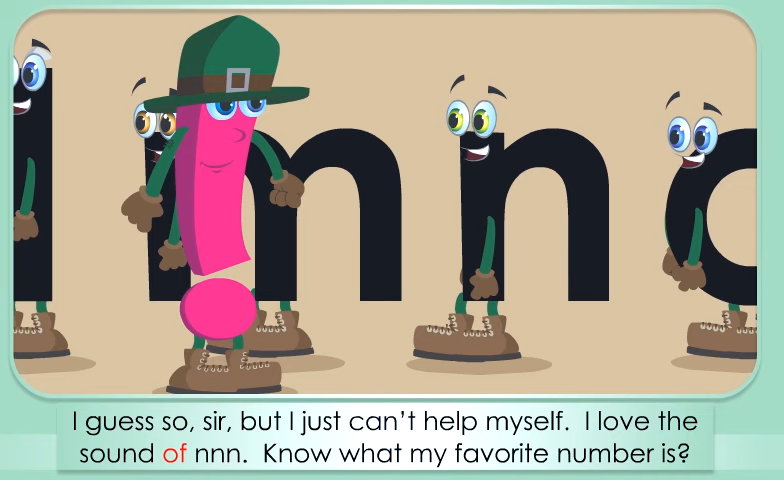 l m n o
I guess so, sir, but I just can't help myself.  I love the
sound of nnn.  Know what my favorite number is?